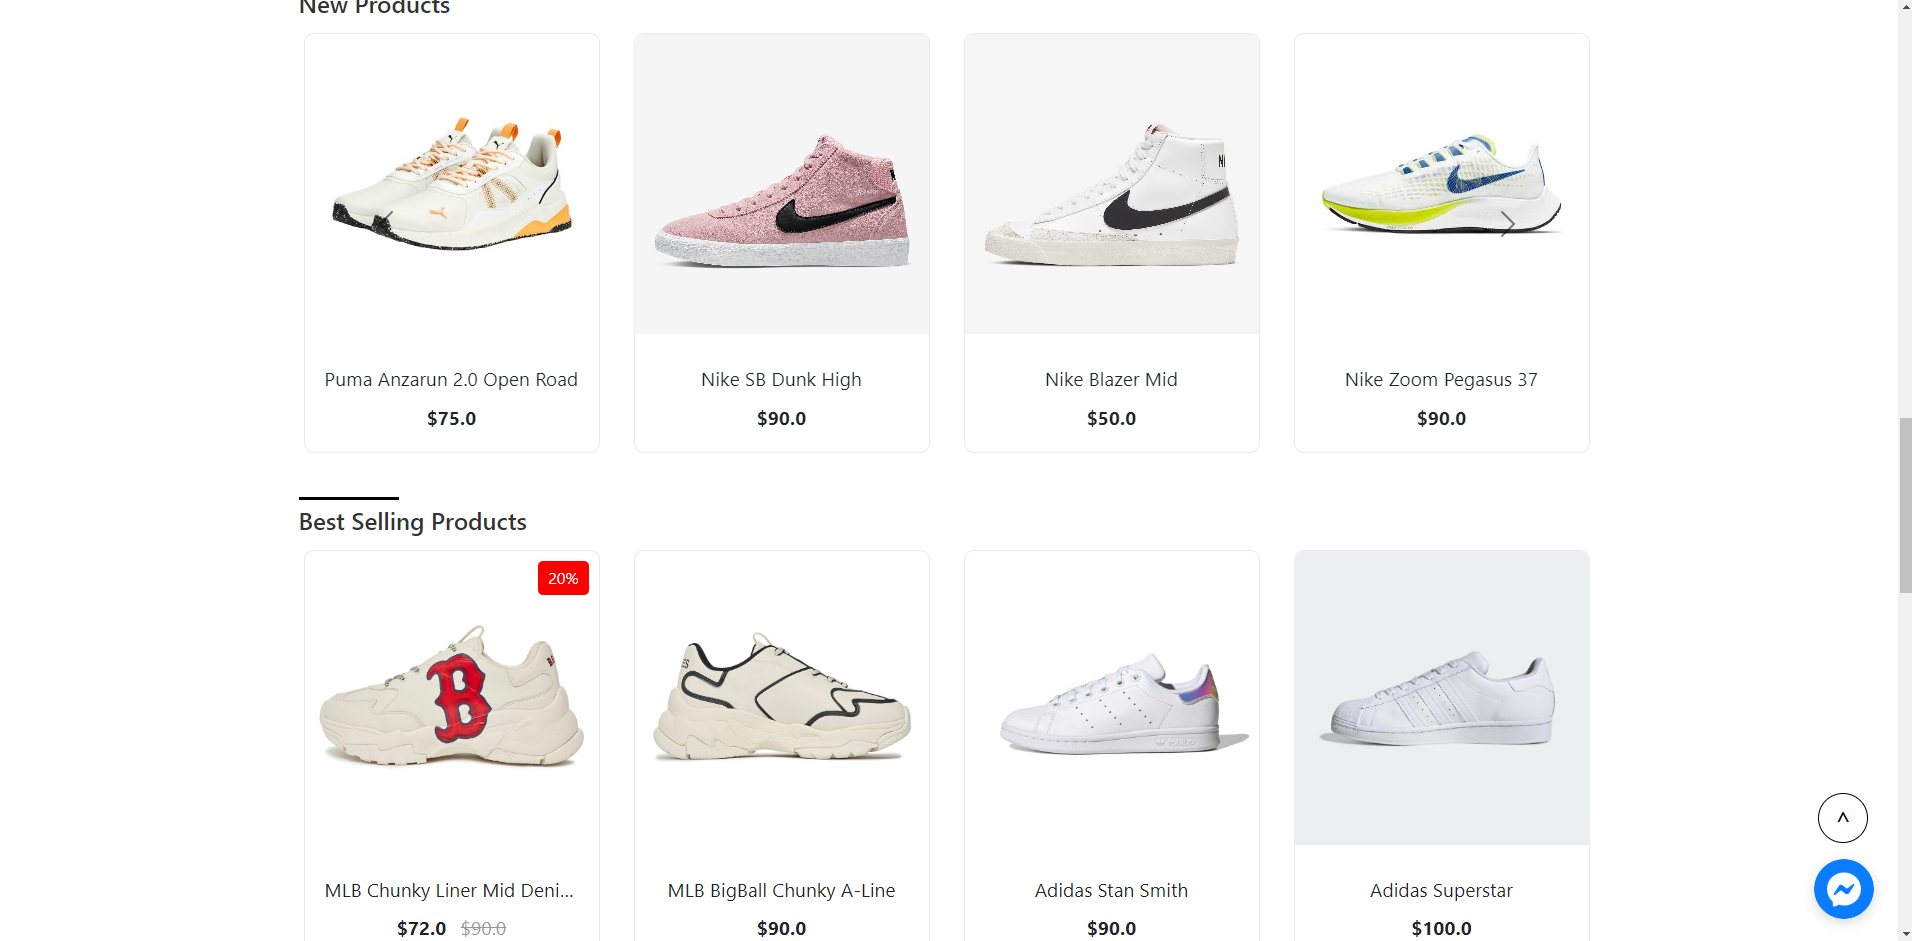 New Products
Puma Anzarun 2.0 Open Road
$75.0
Nike SB Dunk High
$90.0
Nike Blazer Mid
$50.0
Nike Zoom Pegasus 37
$90.0
Best Selling Products
20%
B
MLB Chunky Liner Mid Deni...
$72.0 $90.0
MLB BigBall Chunky A-Line
$90.0
Adidas Stan Smith
$90.0
Adidas Superstar
$100.0